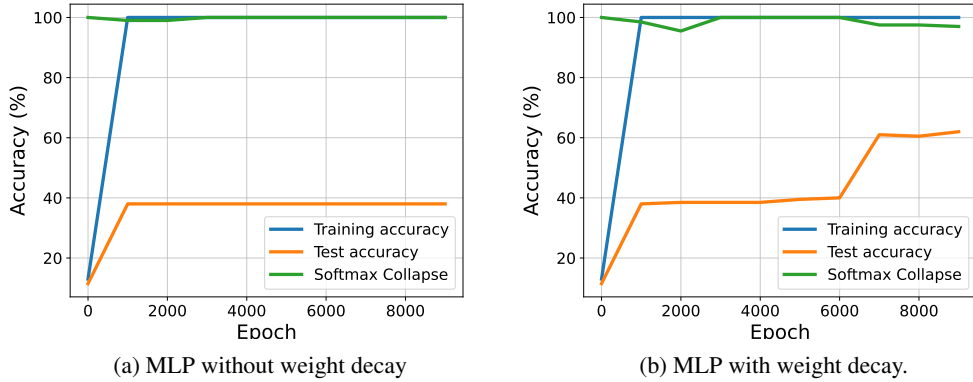 100
80
60
40
20
Accuracy (%)
0 2000 4000 6000 8000
Epoch
Training accuracy
Test accuracy
Softmax Collapse
(a) MLP without weight decay
100
80
60
40
20
Accuracy (%)
0 2000 4000 6000 8000
Epoch
Training accuracy
Test accuracy
Softmax Collapse
(b) MLP with weight decay.